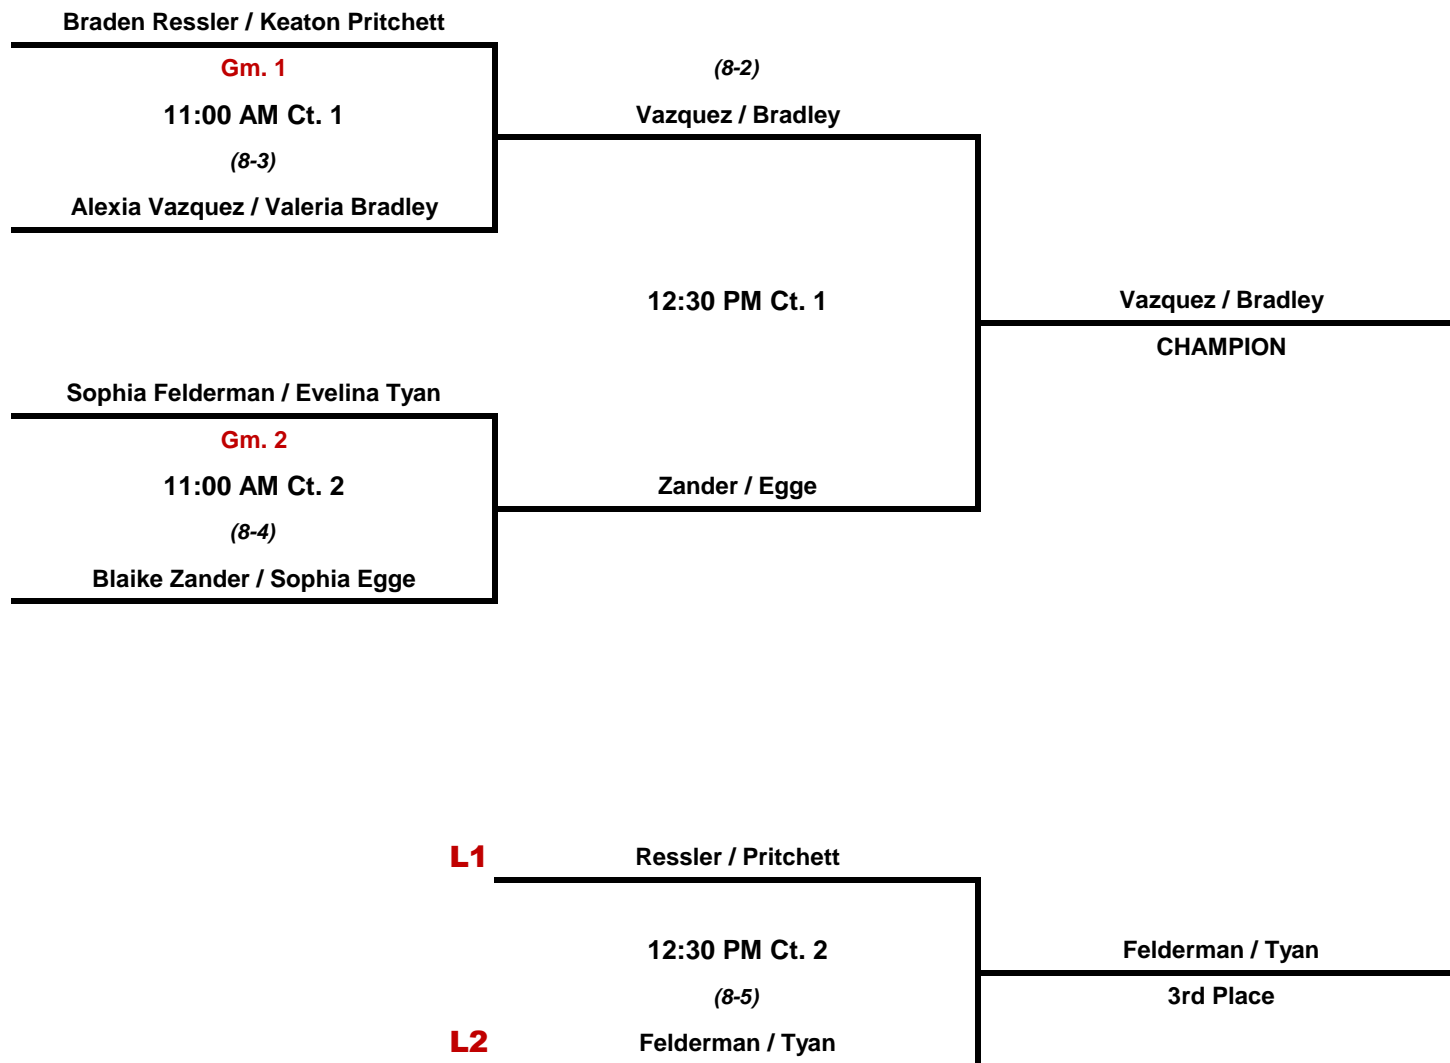 Braden Ressler / Keaton Pritchett
Gm. 1
(8-2)
11:00 AM Ct. 1
Vazquez / Bradley
(8-3)
Alexia Vazquez / Valeria Bradley
12:30 PM Ct. 1
Vazquez / Bradley
CHAMPION
Sophia Felderman / Evelina Tyan
Gm. 2
11:00 AM Ct. 2
Zander / Egge
(8-4)
Blaike Zander / Sophia Egge
L1
Ressler / Pritchett
12:30 PM Ct. 2
Felderman / Tyan
(8-5)
3rd Place
L2
Felderman / Tyan